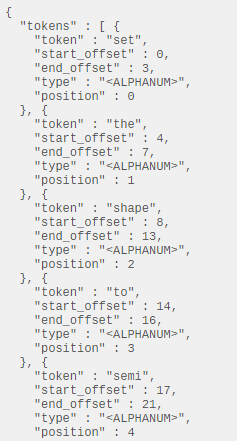 {
"tokens" : [ {
"token" : "set",
"start_offset" : 0,
"end_offset" : 3,
"type" : "<ALPHANUM>",
"position" : 0
}, {
"token" : "the",
"start_offset" : 4,
"end_offset" : 7,
"type" : "<ALPHANUM>",
"position" : 1
}, {
"token" : "shape",
"start_offset" : 8,
"end_offset" : 13,
"type" : "<ALPHANUM>",
"position" : 2
}, {
"token" : "to",
"start_offset" : 14,
"end_offset" : 16,
"type" : "<ALPHANUM>",
"position" : 3
}, {
"token" : "semi",
"start_offset" : 17,
"end_offset" : 21,
"type" : "<ALPHANUM>",
"position" : 4